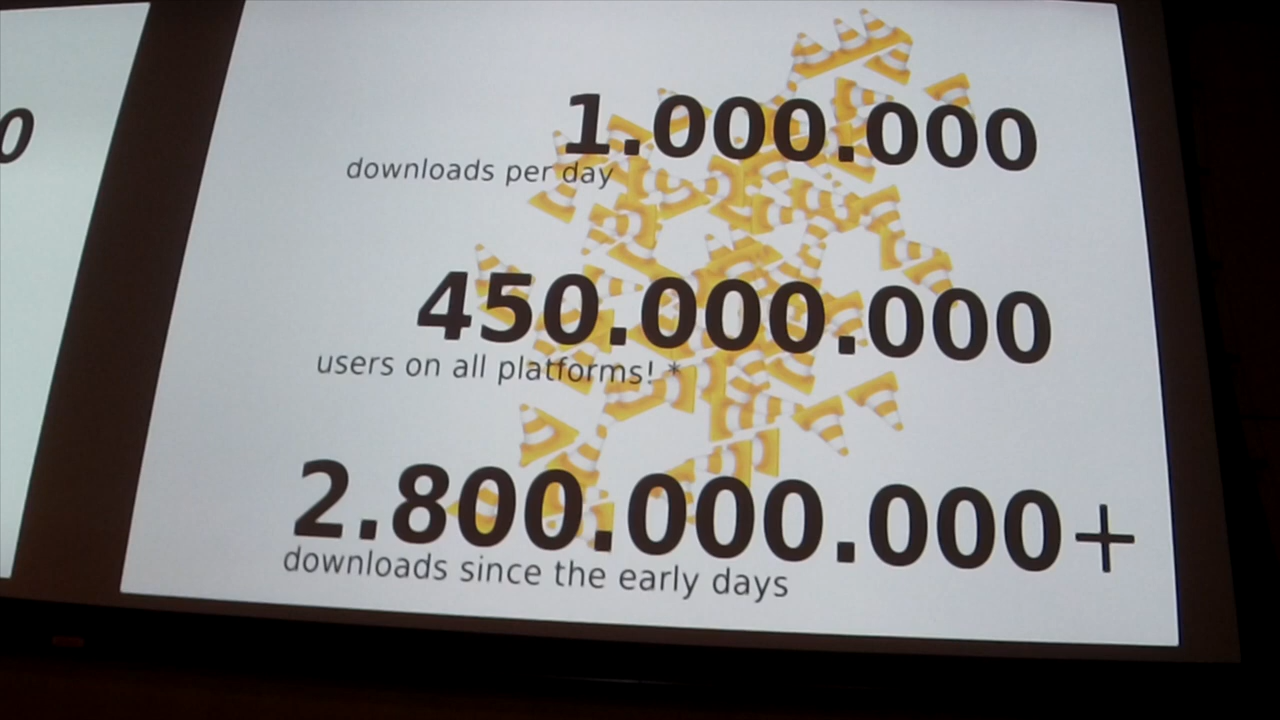 0
1.000.000
downloads per day
450.000.000
users on all platforms! *
2.800.000.000+
downloads since the early days